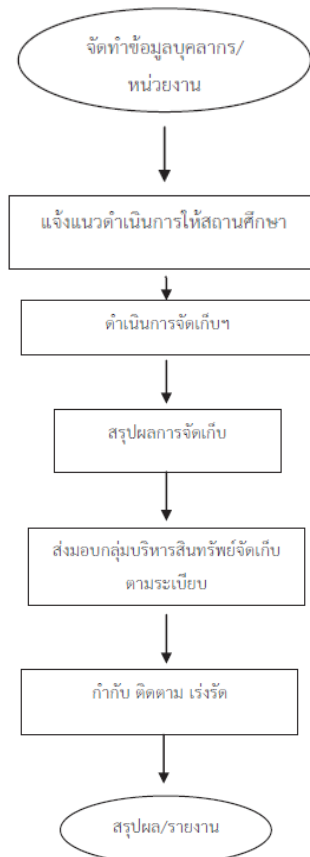 จัดทำข้อมูลบุคลากร/
หน่วยงาน
แจ้งแนวดำเนินการให้สถานศึกษา
ดำเนินการจัดเก็บฯ
สรุปผลการจัดเก็บ
ส่งมอบกลุ่มบริหารสินทรัพย์จัดเก็บ
ตามระเบียบ
กำกับ ติดตาม เร่งรัด
สรุปผล/รายงาน